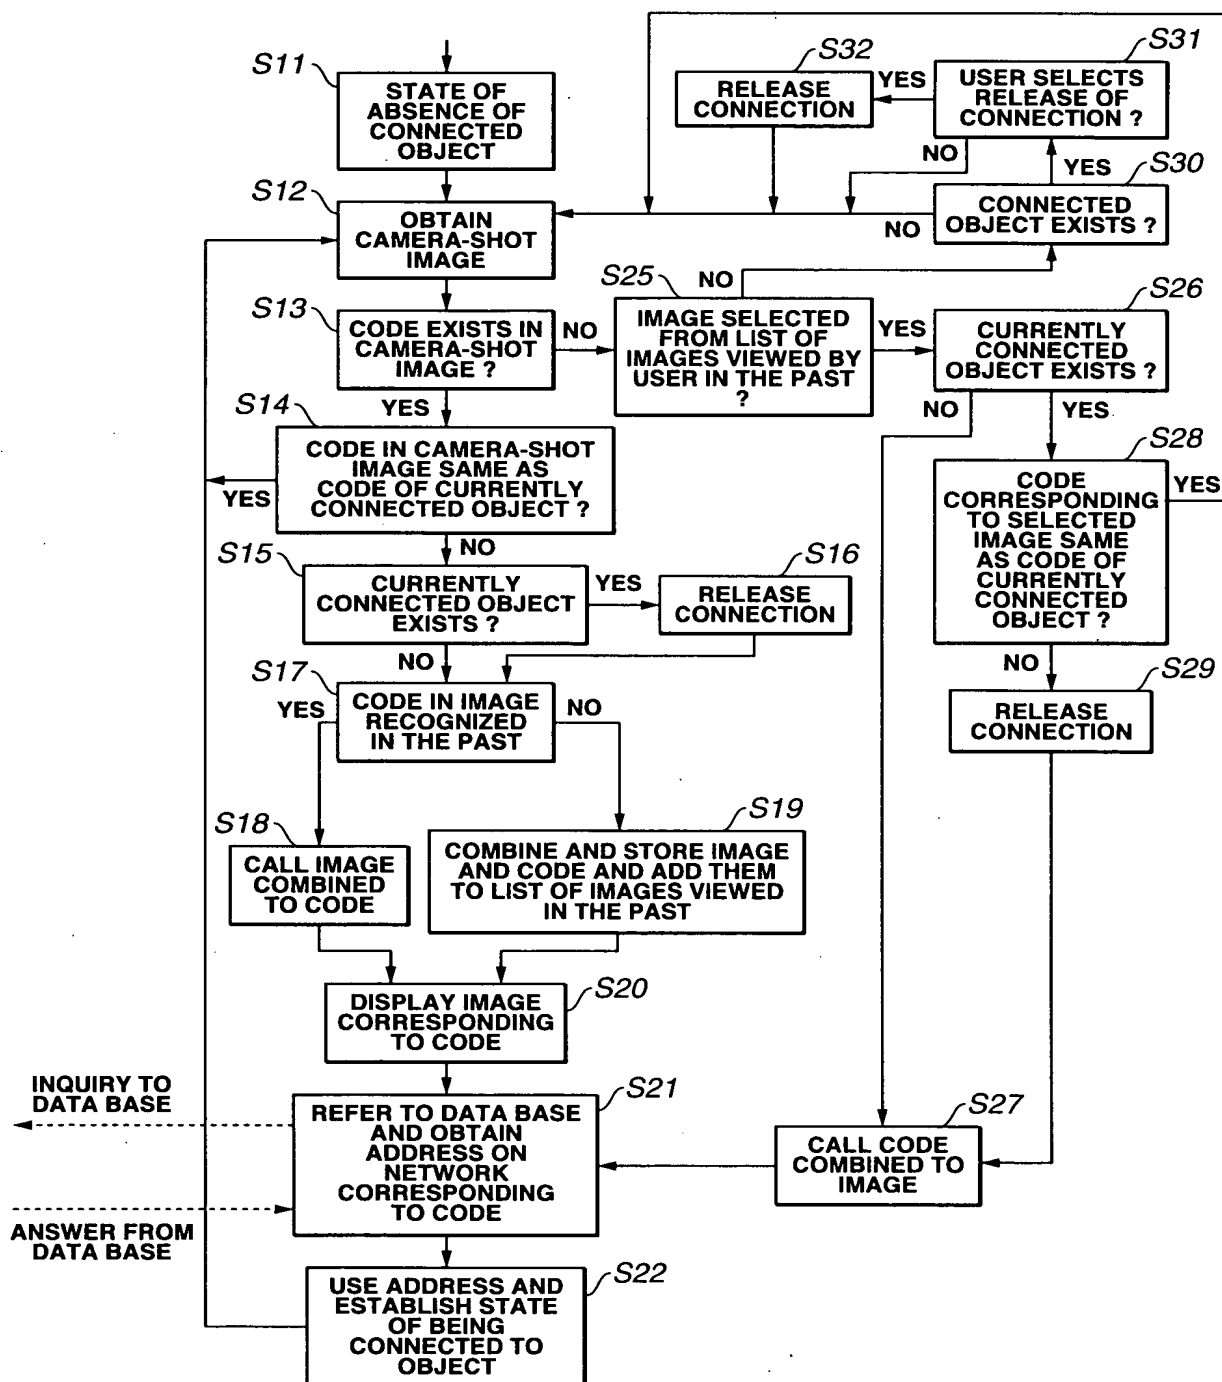 S11
STATE OF
ABSENCE OF
CONNECTED
OBJECT
S32
RELEASE
CONNECTION
YES
S31
USER SELECTS
RELEASE OF
CONNECTION ?
NO
YES
S30
CONNECTED
OBJECT EXISTS ?
NO
S12
OBTAIN
CAMERA-SHOT
IMAGE
S13
CODE EXISTS IN
CAMERA-SHOT
IMAGE ?
NO
YES
S25
NO
IMAGE SELECTED
FROM LIST OF
IMAGES VIEWED BY
USER IN THE PAST
?
YES
S26
CURRENTLY
CONNECTED
OBJECT EXISTS ?
NO
YES
S14
CODE IN CAMERA-SHOT
IMAGE SAME AS
CODE OF CURRENTLY
CONNECTED OBJECT ?
YES
NO
S28
CODE
CORRESPONDING
TO SELECTED
IMAGE SAME
AS CODE OF
CURRENTLY
CONNECTED
OBJECT ?
YES
NO
S15
CURRENTLY
CONNECTED OBJECT
EXISTS ?
YES
NO
S16
RELEASE
CONNECTION
S29
RELEASE
CONNECTION
S17
CODE IN IMAGE
RECOGNIZED
IN THE PAST
YES
NO
S18
CALL IMAGE
COMBINED
TO CODE
S19
COMBINE AND STORE IMAGE
AND CODE AND ADD THEM
TO LIST OF IMAGES VIEWED
IN THE PAST
S20
DISPLAY IMAGE
CORRESPONDING
TO CODE
INQUIRY TO
DATA BASE
S21
REFER TO DATA BASE
AND OBTAIN
ADDRESS ON
NETWORK
CORRESPONDING
TO CODE
S27
CALL CODE
COMBINED TO
IMAGE
ANSWER FROM
DATA BASE
S22
USE ADDRESS AND
ESTABLISH STATE
OF BEING
CONNECTED TO
OBJECT